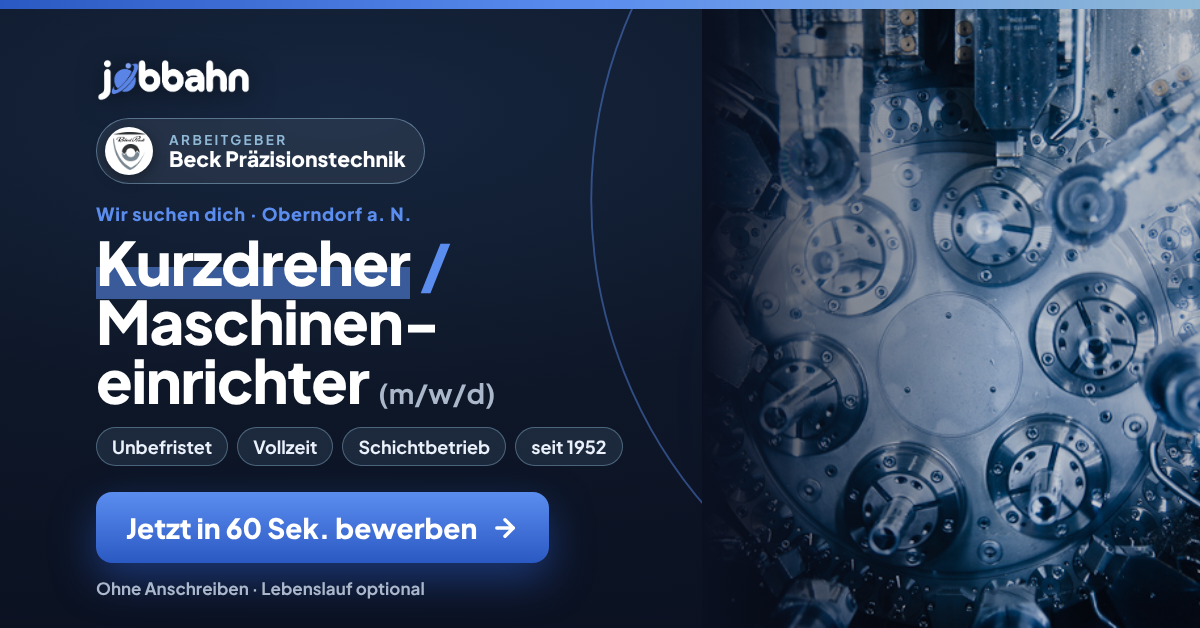 jobbahn
ARBEITGEBER
Beck Präzisionstechnik
Wir suchen dich · Oberndorf a. N.
Kurzdreher /
Maschinen–
einrichter (m/w/d)
Unbefristet Vollzeit Schichtbetrieb seit 1952
Jetzt in 60 Sek. bewerben →
Ohne Anschreiben · Lebenslauf optional